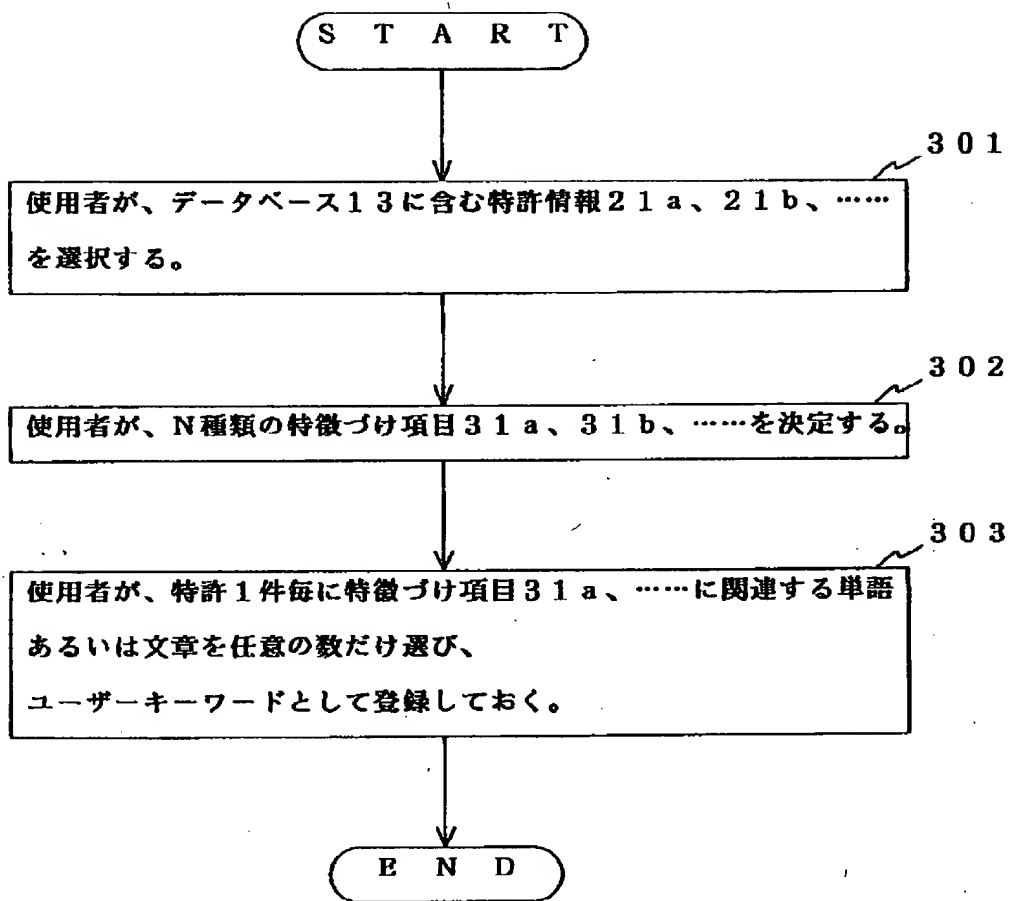 ＳＴＡＲＴ
３０１
使用者が、データベース１３に含む特許情報２１ａ、２１ｂ、……
を選択する。
３０２
使用者が、Ｎ種類の特徴づけ項目３１ａ、３１ｂ、……を決定する。
３０３
使用者が、特許１件毎に特徴づけ項目３１ａ、……に関連する単語
あるいは文章を任意の数だけ選び、
ユーザーキーワードとして登録しておく。
ＥＮＤ